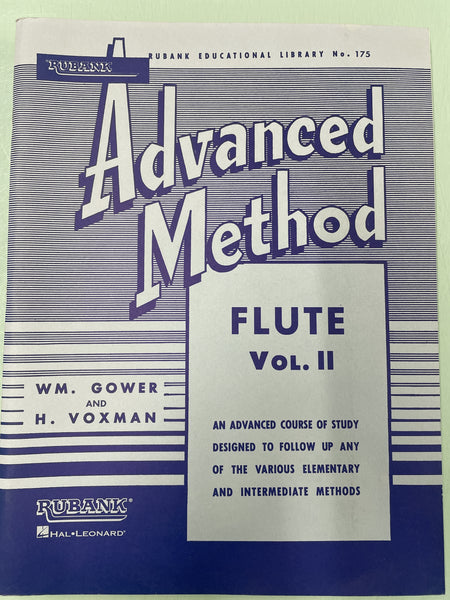 RUBANK EDUCATIONAL LIBRARY No. 175
RUBANK
Advanced
Method
FLUTE
VOL. II
WM. GOWER
AND
H. VOXMAN
AN ADVANCED COURSE OF STUDY
DESIGNED TO FOLLOW UP ANY
OF THE VARIOUS ELEMENTARY
AND INTERMEDIATE METHODS
RUBANK®
HAL•LEONARD®